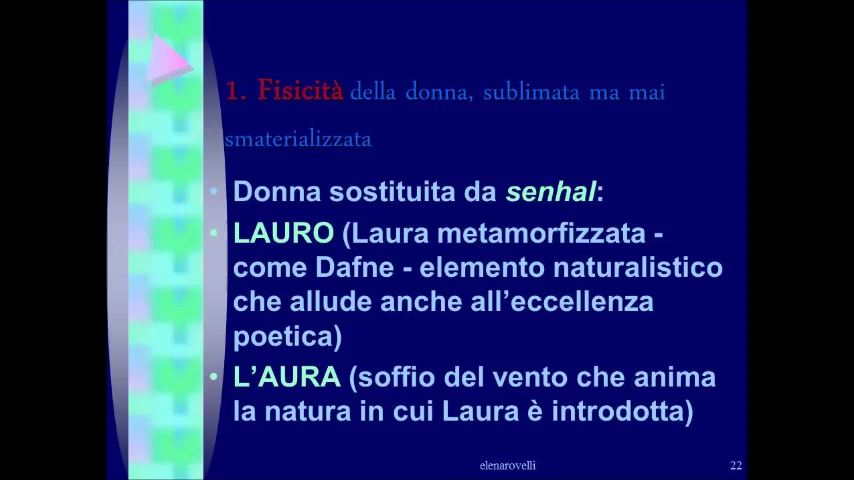 1. Fisicità della donna, sublimata ma mai
smaterializzata
• Donna sostituita da senhal:
• LAURO (Laura metamorfizzata -
come Dafne - elemento naturalistico
che allude anche all’eccellenza
poetica)
• L’AURA (soffio del vento che anima
la natura in cui Laura è introdotta)
elenarovelli
22